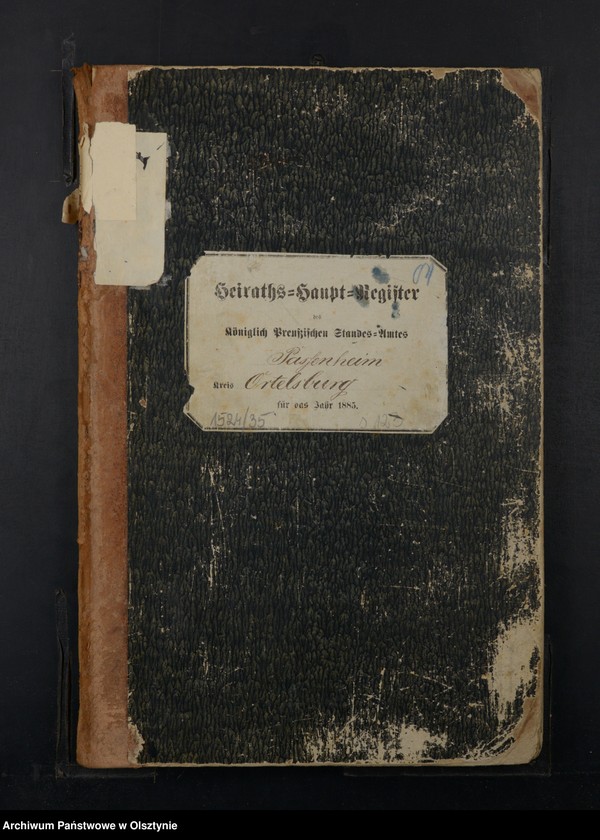 Heiraths-Haupt-Register
des
Königlich Preußischen Standes-Amtes
Passenheim
Kreis Ortelsburg
für das Jahr 1885.
1524/35
Archiwum Państwowe w Olsztynie